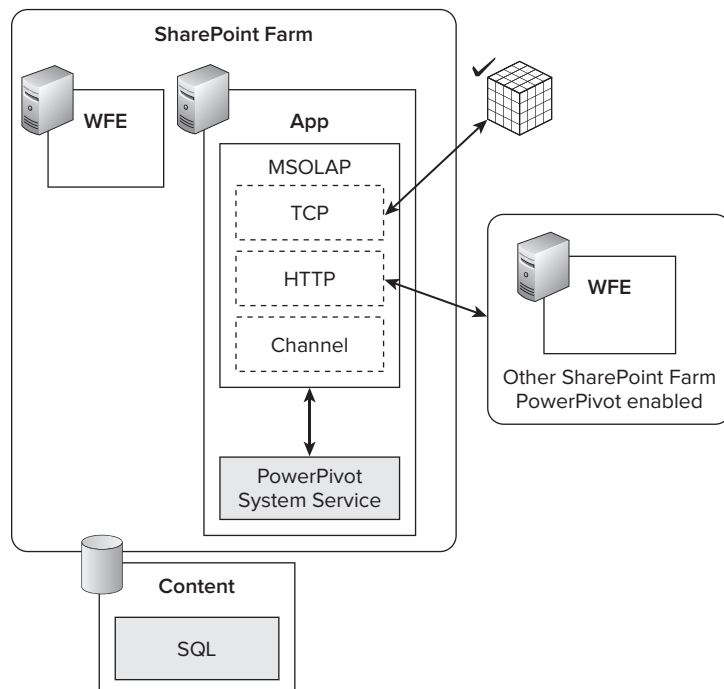 SharePoint Farm
WFE
App
MSOLAP
TCP
HTTP
Channel
PowerPivot
System Service
WFE
Other SharePoint Farm
PowerPivot enabled
Content
SQL